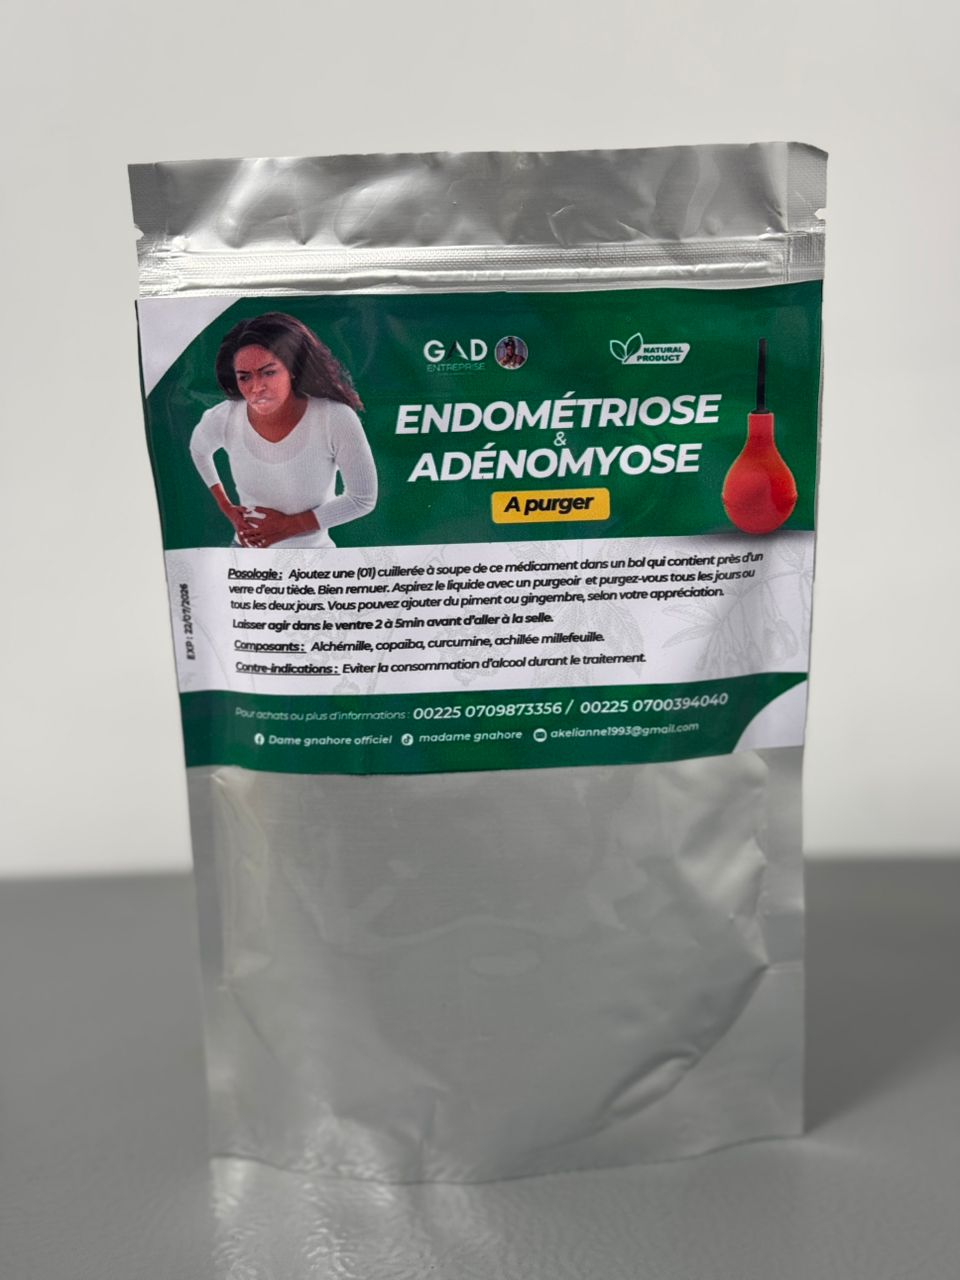 GAD
ENTREPRISE
NATURAL
PRODUCT
ENDOMÉTRIOSE
&
ADÉNOMYOSE
A purger
Posologie : Ajoutez une (01) cuillerée à soupe de ce médicament dans un bol qui contient près d'un
verre d'eau tiède. Bien remuer. Aspirez le liquide avec un purgeoir et purgez-vous tous les jours ou
tous les deux jours. Vous pouvez ajouter du piment ou gingembre, selon votre appréciation.
Laisser agir dans le ventre 2 à 5min avant d'aller à la selle.
Composants : Alchémille, copaiba, curcumine, achillée millefeuille.
Contre-indications : Eviter la consommation d'alcool durant le traitement.
EXP : 22/07/2026
Pour achats ou plus d'informations : 00225 0709873356 / 00225 0700394040
Dame gnahore officiel madame gnahore akelianne1993@gmail.com